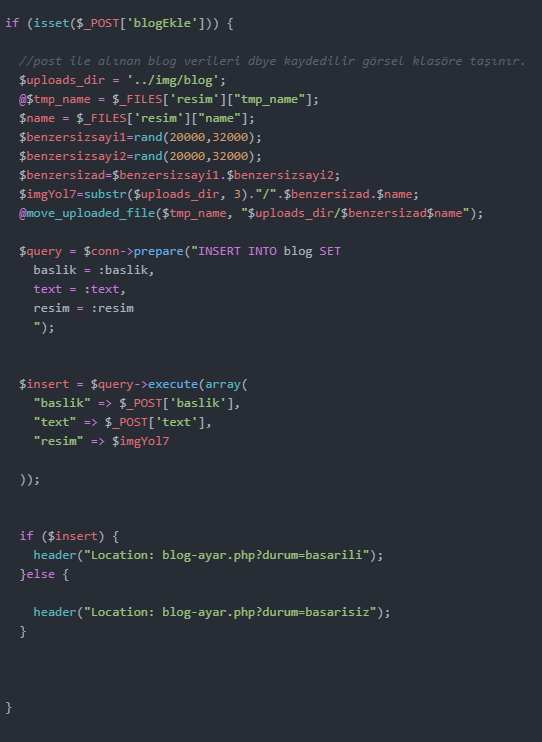 if (isset($_POST['blogEkle'])) {
//post ile alınan blog verileri dbye kaydedilir görsel klasöre taşınır.
$uploads_dir = '../img/blog';
@$tmp_name = $_FILES['resim']["tmp_name"];
$name = $_FILES['resim']["name"];
$benzersizsayi1=rand(20000,32000);
$benzersizsayi2=rand(20000,32000);
$benzersizad=$benzersizsayi1.$benzersizsayi2;
$imgYol7=substr($uploads_dir, 3)."/".$benzersizad.$name;
@move_uploaded_file($tmp_name, "$uploads_dir/$benzersizad$name");
$query = $conn->prepare("INSERT INTO blog SET
baslik = :baslik,
text = :text,
resim = :resim
");
$insert = $query->execute(array(
"baslik" => $_POST['baslik'],
"text" => $_POST['text'],
"resim" => $imgYol7
));
if ($insert) {
header("Location: blog-ayar.php?durum=basarili");
}else {
header("Location: blog-ayar.php?durum=basarisiz");
}
}